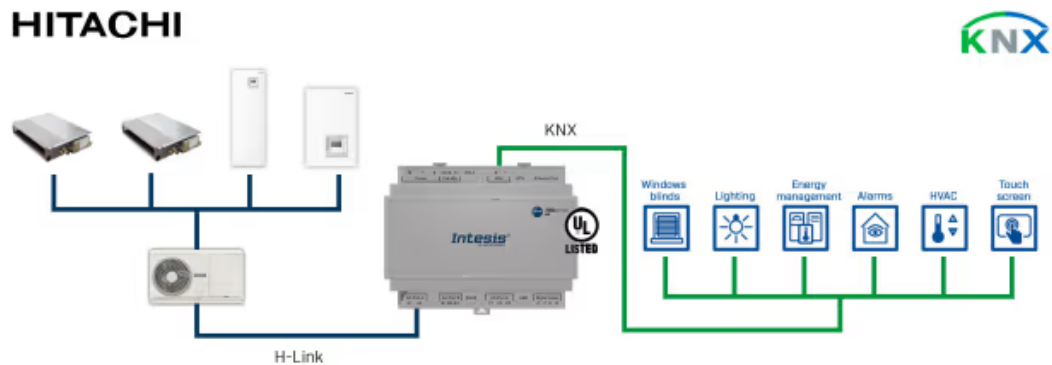 HITACHI
KNX
KNX
Windows
blinds
Lighting
Energy
management
Alarms
HVAC
Touch
screen
Intesis
UL
LISTED
H-Link